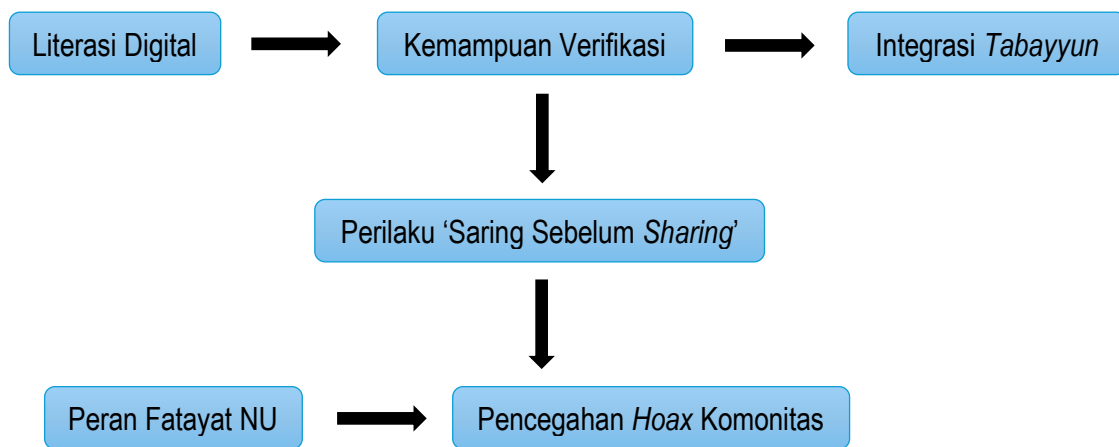 Literasi Digital
Kemampuan Verifikasi
Integrasi Tabayyun
Perilaku ‘Saring Sebelum Sharing’
Peran Fatayat NU
Pencegahan Hoax Komonitas